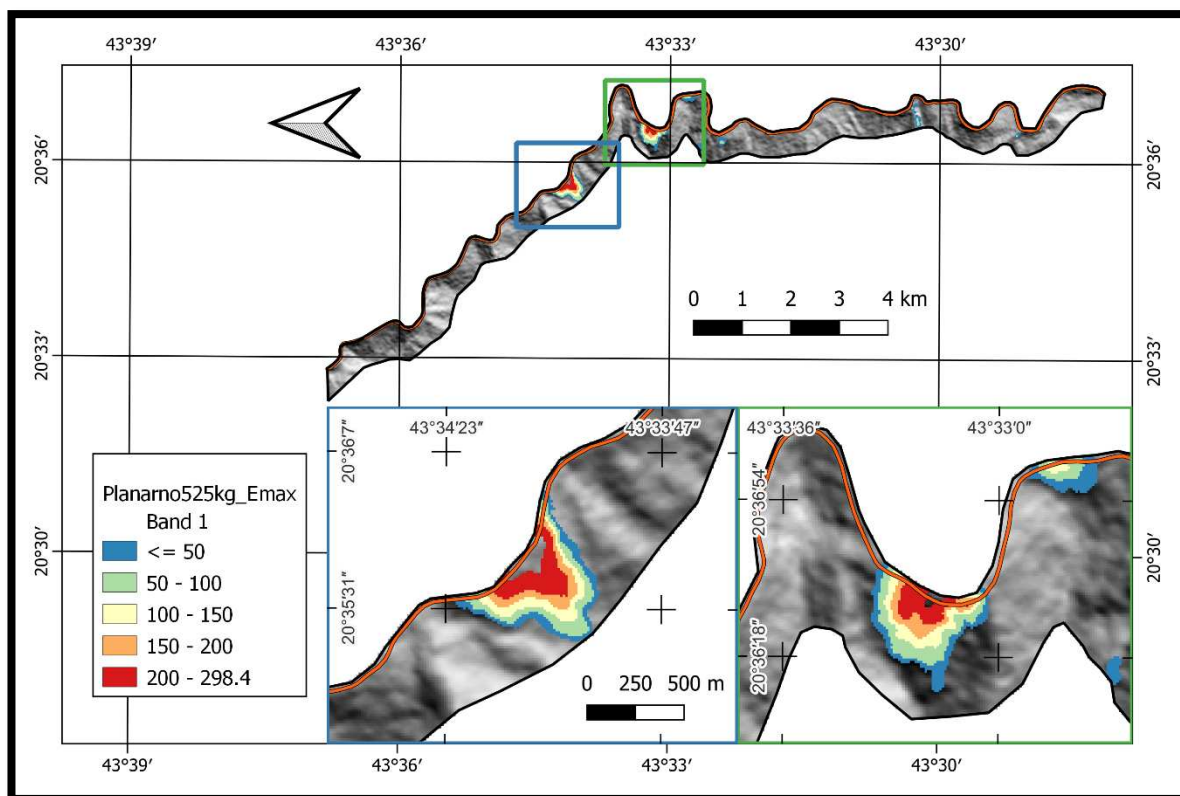 43°39′ 43°36′ 43°33′ 43°30′
20°36′
20°36′
0 1 2 3 4 km
20°33′
20°33′
43°34′23″ 43°33′47″ 43°33′36″ 43°33′0″
20°36′7″
20°36′54″
Planarno525kg_Emax
Band 1
<= 50
50 - 100
100 - 150
150 - 200
200 - 298.4
20°30′
20°30′
20°35′31″
20°36′18″
0 250 500 m
43°39′ 43°36′ 43°33′ 43°30′